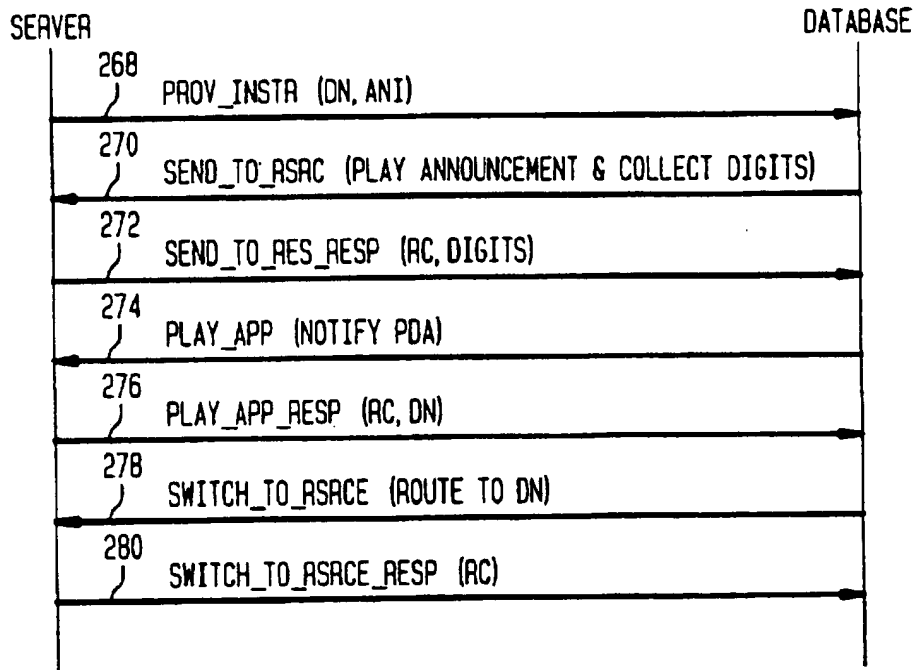 SERVER
DATABASE
268
PROV_INSTR (DN, ANI)
270
SEND_TO_RSRC (PLAY ANNOUNCEMENT & COLLECT DIGITS)
272
SEND_TO_RES_RESP (RC, DIGITS)
274
PLAY_APP (NOTIFY PDA)
276
PLAY_APP_RESP (RC, DN)
278
SWITCH_TO_RSRCE (ROUTE TO DN)
280
SWITCH_TO_RSRCE_RESP (RC)